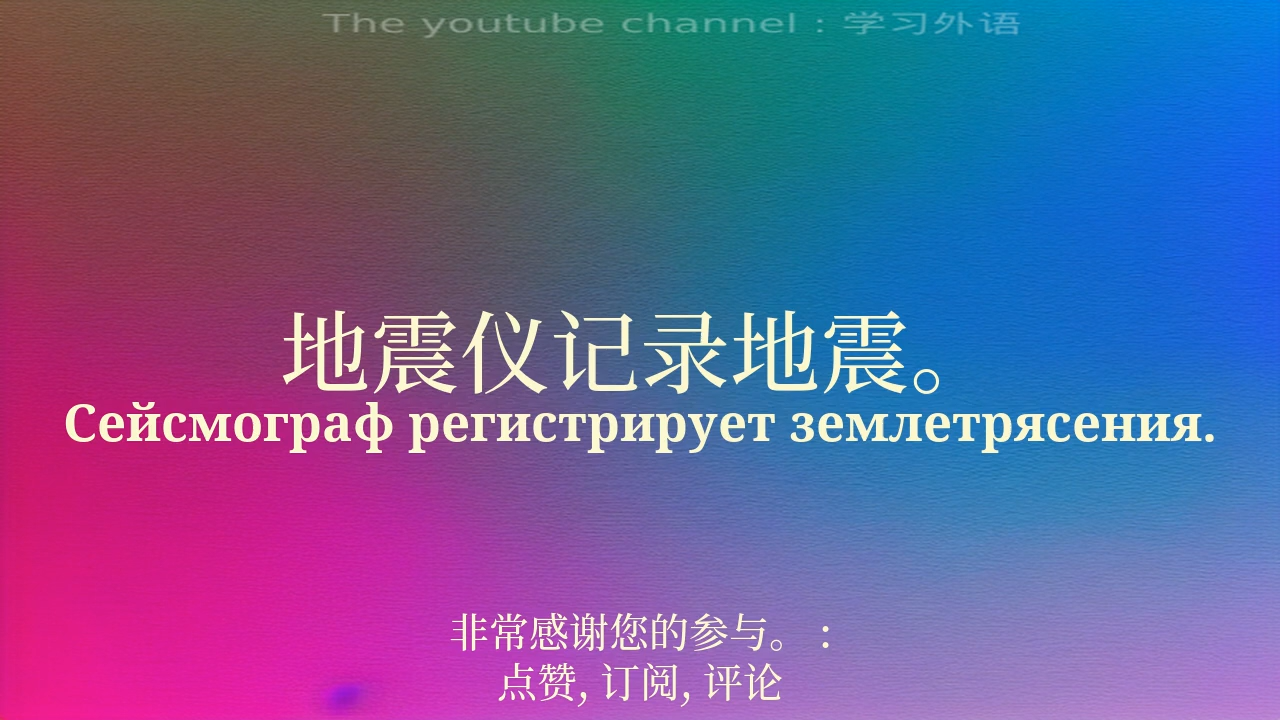 The youtube channel : 学习外语
地震仪记录地震。
Сейсмограф регистрирует землетрясения.
非常感谢您的参与。 :
点赞, 订阅, 评论